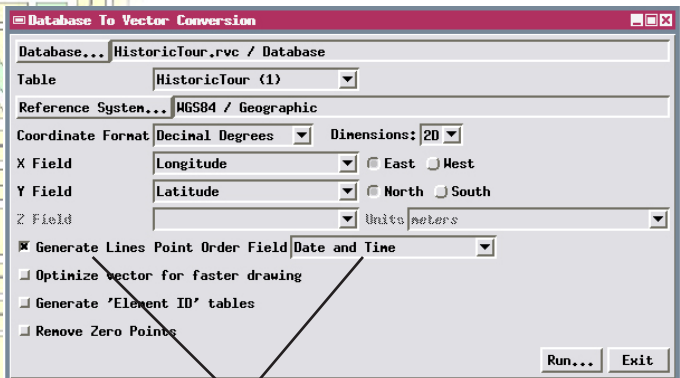 Database To Vector Conversion
Database... HistoricTour.rvc / Database
Table HistoricTour (1)
Reference System... WGS84 / Geographic
Coordinate Format Decimal Degrees Dimensions: 2D
X Field Longitude East West
Y Field Latitude North South
Z Field Units meters
Generate Lines Point Order Field Date and Time
Optimize vector for faster drawing
Generate 'Element ID' tables
Remove Zero Points
Run... Exit